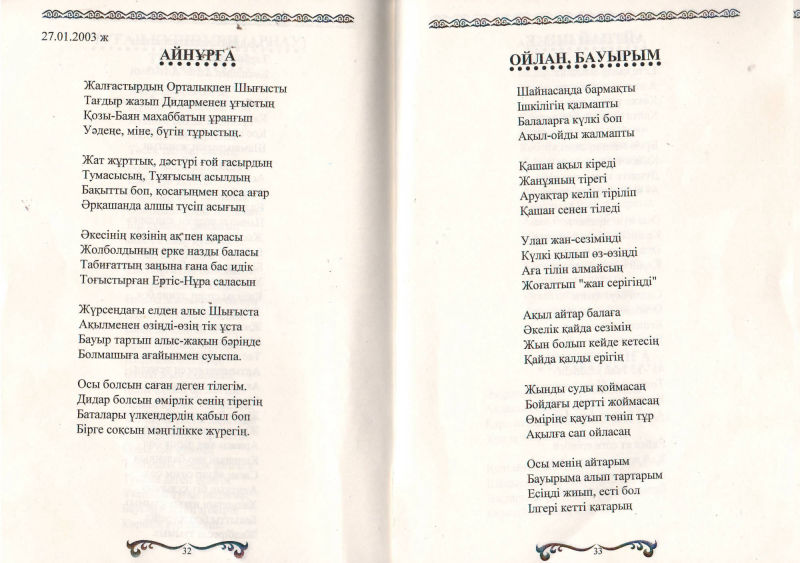 27.01.2003 ж
АЙНҰРҒА
Жалғастырдың Орталықпен Шығысты
Тағдыр жазып Дидарменен ұғыстың
Қозы-Баян махаббатын ұранғып
Уәдеңе, міне, бүгін тұрыстың.
Жат жұрттық, дәстүрі ғой ғасырдың
Тумасысың, Тұяғысың асылдың
Бақытты боп, қосағыңмен қоса ағар
Әрқашанда алшы түсіп асығың
Әкесінің көзінің ақ пен қарасы
Жолболдының ерке назды баласы
Табиғаттың заңына ғана бас идік
Тоғыстырған Ертіс-Нұра саласын
Жүрсеңдағы елден алыс Шығыста
Ақылменен өзіңді-өзің тік ұста
Бауыр тартып алыс-жақын бәріңде
Болмашыға ағайынмен суыспа.
Осы болсын саған деген тілегім.
Дидар болсын өмірлік сенің тірегің
Баталары үлкендердің қабыл боп
Бірге соқсын мәңгілікке жүрегің.
32
ОЙЛАН, БАУЫРЫМ
Шайнасаңда бармақты
Ішкілігің қалмапты
Балаларға күлкі боп
Ақыл-ойды жалмапты
Қашан ақыл кіреді
Жанұяның тірегі
Аруақтар келіп тіріліп
Қашан сенен тіледі
Улап жан-сезіміңді
Күлкі қылып өз-өзіңді
Аға тілін алмайсың
Жоғалтып "жан серігіңді"
Ақыл айтар балаға
Әкелік қайда сезімің
Жын болып кейде кетесің
Қайда қалды ерігің
Жынды суды қоймасаң
Бойдағы дертті жоймасаң
Өміріңе қауып төніп тұр
Ақылға сап ойласаң
Осы менің айтарым
Бауырыма алып тартарым
Есіңді жиып, есті бол
Ілгері кетті қатарың
33